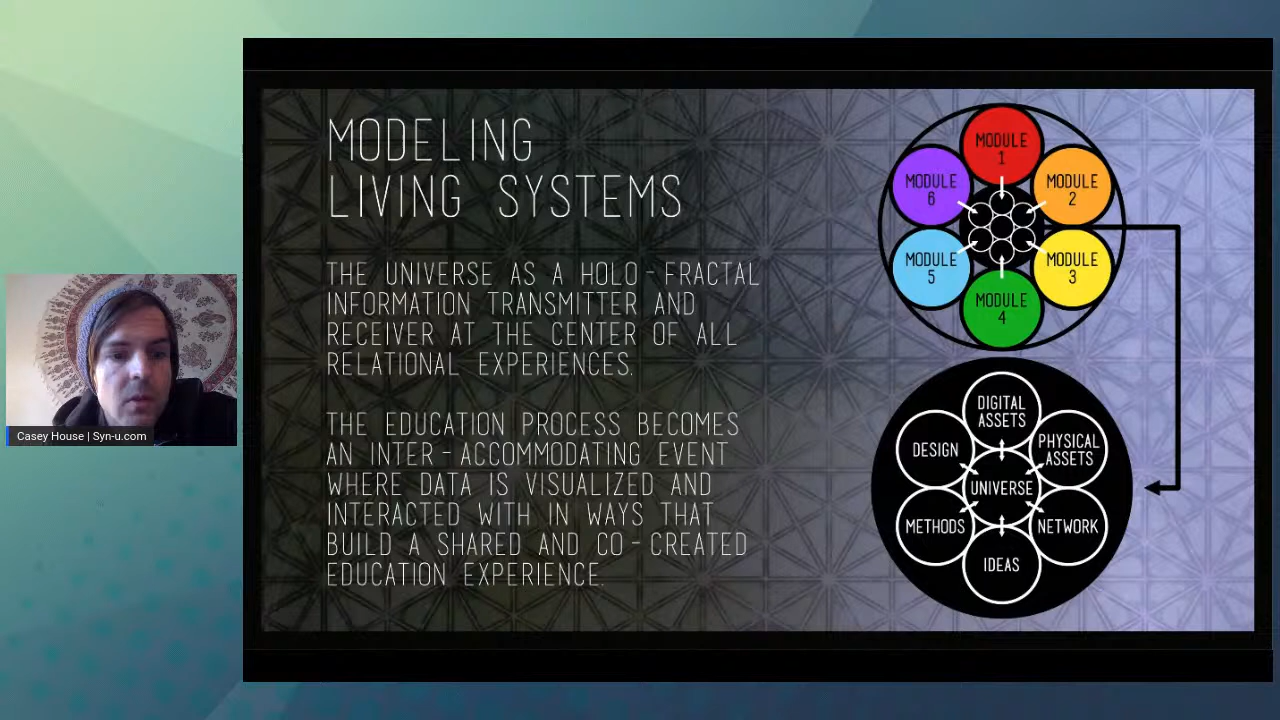 MODELING
LIVING SYSTEMS
THE UNIVERSE AS A HOLO-FRACTAL
INFORMATION TRANSMITTER AND
RECEIVER AT THE CENTER OF ALL
RELATIONAL EXPERIENCES.
THE EDUCATION PROCESS BECOMES
AN INTER-ACCOMMODATING EVENT
WHERE DATA IS VISUALIZED AND
INTERACTED WITH IN WAYS THAT
BUILD A SHARED AND CO-CREATED
EDUCATION EXPERIENCE.
MODULE
1
MODULE
2
MODULE
3
MODULE
4
MODULE
5
MODULE
6
DIGITAL
ASSETS
PHYSICAL
ASSETS
NETWORK
IDEAS
METHODS
DESIGN
UNIVERSE
Casey House | Syn-u.com